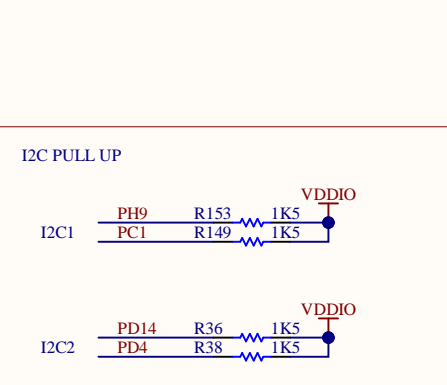 I2C PULL UP
VDDIO
PH9 R153 1K5
I2C1 PC1 R149 1K5
VDDIO
PD14 R36 1K5
I2C2 PD4 R38 1K5